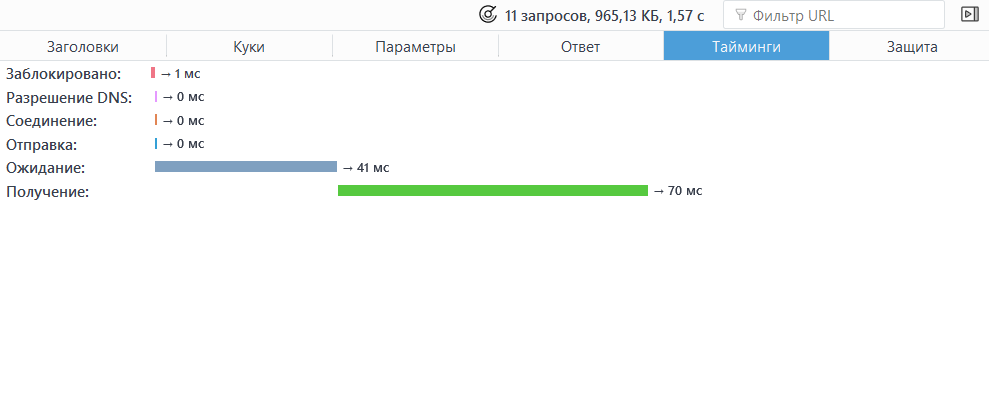 11 запросов, 965,13 КБ, 1,57 с
Фильтр URL
Заголовки
Куки
Параметры
Ответ
Тайминги
Защита
Заблокировано: → 1 мс
Разрешение DNS: → 0 мс
Соединение: → 0 мс
Отправка: → 0 мс
Ожидание: → 41 мс
Получение: → 70 мс